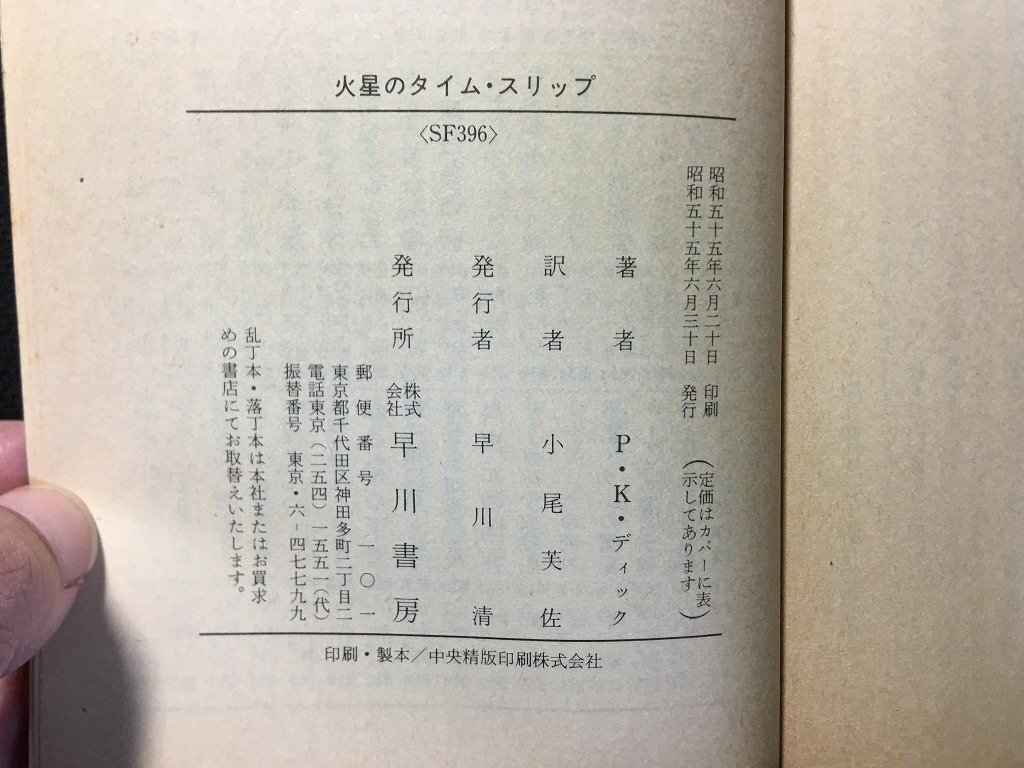 火星のタイム・スリップ
〈SF396〉
昭和五十五年六月二十日 印刷
昭和五十五年六月三十日 発行
(定価はカバーに表示してあります)
著者 P・K・ディック
訳者 小尾芙佐
発行者 早川清
発行所 株式会社早川書房
郵便番号 一〇一
東京都千代田区神田多町二丁目二
電話東京(二五四)一五五一(代)
振替番号 東京・六-四七七九九
乱丁本・落丁本は本社またはお買求
めの書店にてお取替えいたします。
印刷・製本/中央精版印刷株式会社